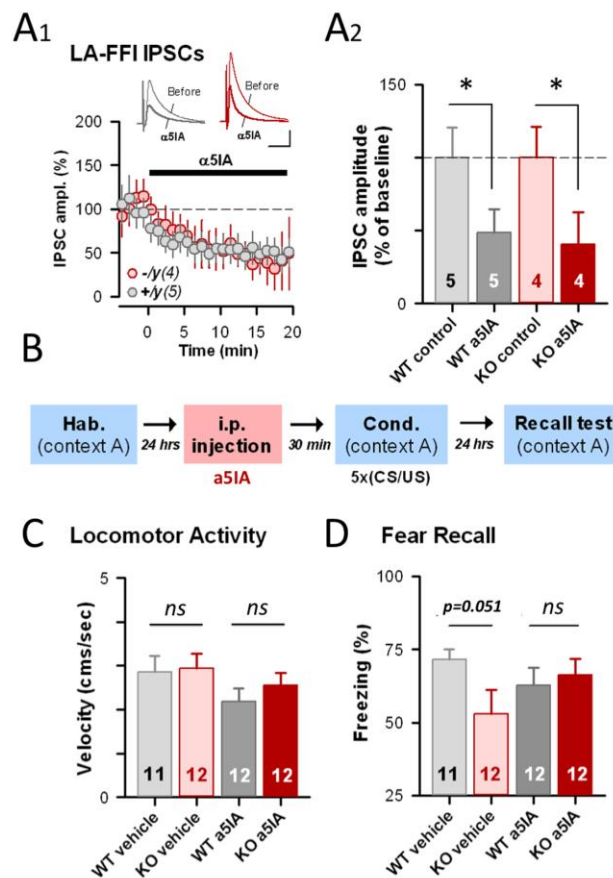 A1
LA-FFI IPSCs
Before
α5IA
Before
α5IA
α5IA
IPSC ampl. (%)
200
150
100
50
0
-/y(4)
+/y(5)
0
5
10
15
20
Time (min)
A2
IPSC amplitude
(% of baseline)
150
0
*
*
5
5
4
4
WT control
WT a5IA
KO control
KO a5IA
B
Hab.
(context A)
24 hrs
i.p.
injection
a5IA
30 min
Cond.
(context A)
5x(CS/US)
24 hrs
Recall test
(context A)
C Locomotor Activity
Velocity (cms/sec)
5
0
ns
ns
11
12
12
12
WT vehicle
KO vehicle
WT a5IA
KO a5IA
D Fear Recall
Freezing (%)
100
75
50
25
p=0.051
ns
11
12
12
12
WT vehicle
KO vehicle
WT a5IA
KO a5IA